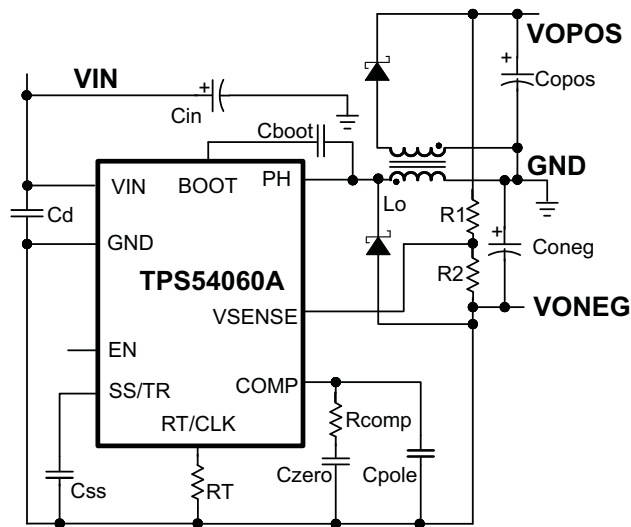 VOPOS
VIN
+
Copos
+
Cin
Cboot
GND
VIN
BOOT
PH
Lo
R1
Cd
GND
+
Coneg
TPS54060A
R2
VSENSE
VONEG
EN
COMP
SS/TR
Rcomp
RT/CLK
Css
RT
Czero
Cpole